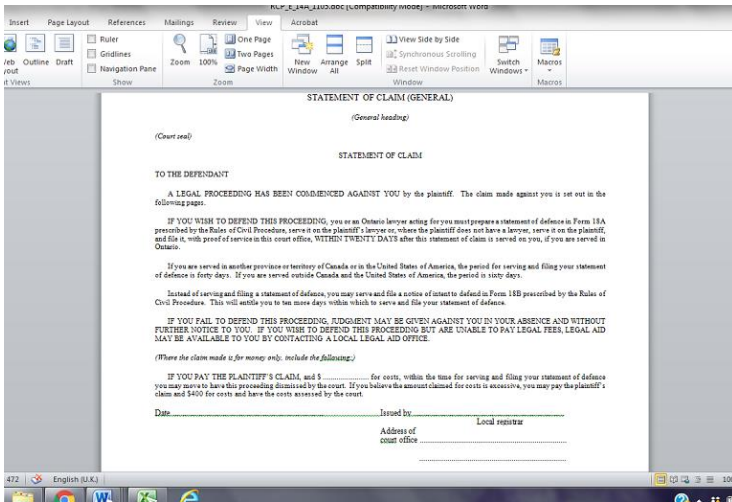 RCP_E_14A_1105.doc [Compatibility Mode] - Microsoft Word
Insert Page Layout References Mailings Review View Acrobat
Ruler One Page View Side by Side
Gridlines Two Pages Synchronous Scrolling
Outline Draft Navigation Pane Zoom 100% Page Width New Window Arrange All Split Reset Window Position Switch Windows Macros
Show Zoom Window Macros
STATEMENT OF CLAIM (GENERAL)
(General heading)
(Court seal)
STATEMENT OF CLAIM
TO THE DEFENDANT
A LEGAL PROCEEDING HAS BEEN COMMENCED AGAINST YOU by the plaintiff. The claim made against you is set out in the
following pages.
IF YOU WISH TO DEFEND THIS PROCEEDING, you or an Ontario lawyer acting for you must prepare a statement of defence in Form 18A
prescribed by the Rules of Civil Procedure, serve it on the plaintiff's lawyer or, where the plaintiff does not have a lawyer, serve it on the plaintiff,
and file it, with proof of service in this court office, WITHIN TWENTY DAYS after this statement of claim is served on you, if you are served in
Ontario.
If you are served in another province or territory of Canada or in the United States of America, the period for serving and filing your statement
of defence is forty days. If you are served outside Canada and the United States of America, the period is sixty days.
Instead of serving and filing a statement of defence, you may serve and file a notice of intent to defend in Form 18B prescribed by the Rules of
Civil Procedure. This will entitle you to ten more days within which to serve and file your statement of defence.
IF YOU FAIL TO DEFEND THIS PROCEEDING, JUDGMENT MAY BE GIVEN AGAINST YOU IN YOUR ABSENCE AND WITHOUT
FURTHER NOTICE TO YOU. IF YOU WISH TO DEFEND THIS PROCEEDING BUT ARE UNABLE TO PAY LEGAL FEES, LEGAL AID
MAY BE AVAILABLE TO YOU BY CONTACTING A LOCAL LEGAL AID OFFICE.
(Where the claim made is for money only, include the following:)
IF YOU PAY THE PLAINTIFF'S CLAIM, and $ ...................... for costs, within the time for serving and filing your statement of defence
you may move to have this proceeding dismissed by the court. If you believe the amount claimed for costs is excessive, you may pay the plaintiff's
claim and $400 for costs and have the costs assessed by the court.
Date ...................... Issued by ......................
Local registrar
Address of
court office ......................
472 English (U.K.)